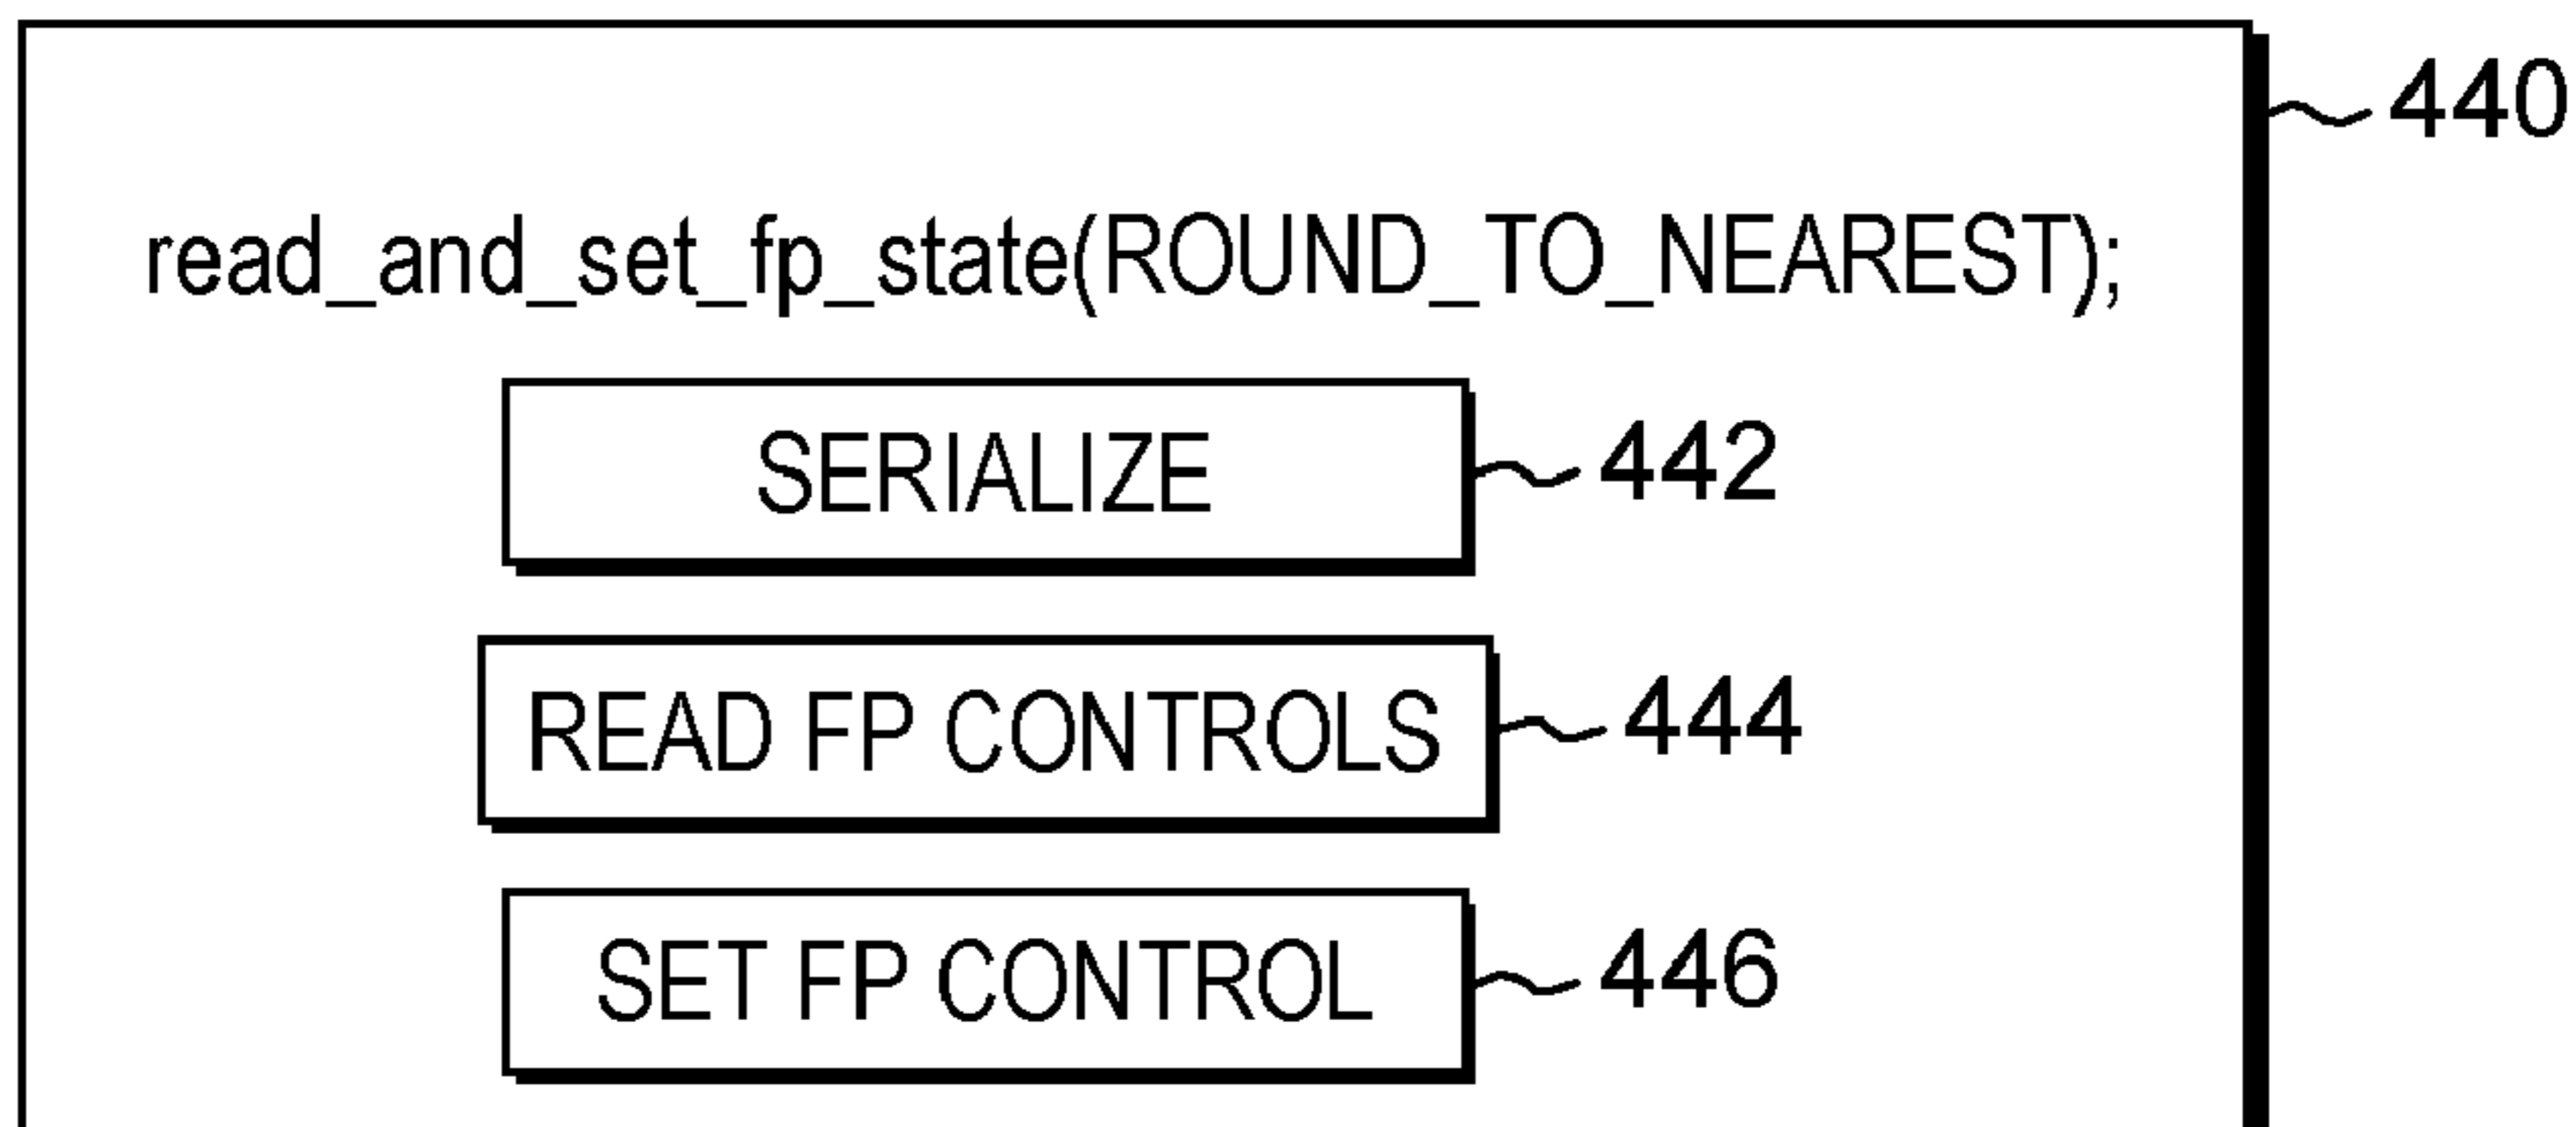 440
read_and_set_fp_state(ROUND_TO_NEAREST);
SERIALIZE 442
READ FP CONTROLS 444
SET FP CONTROL 446